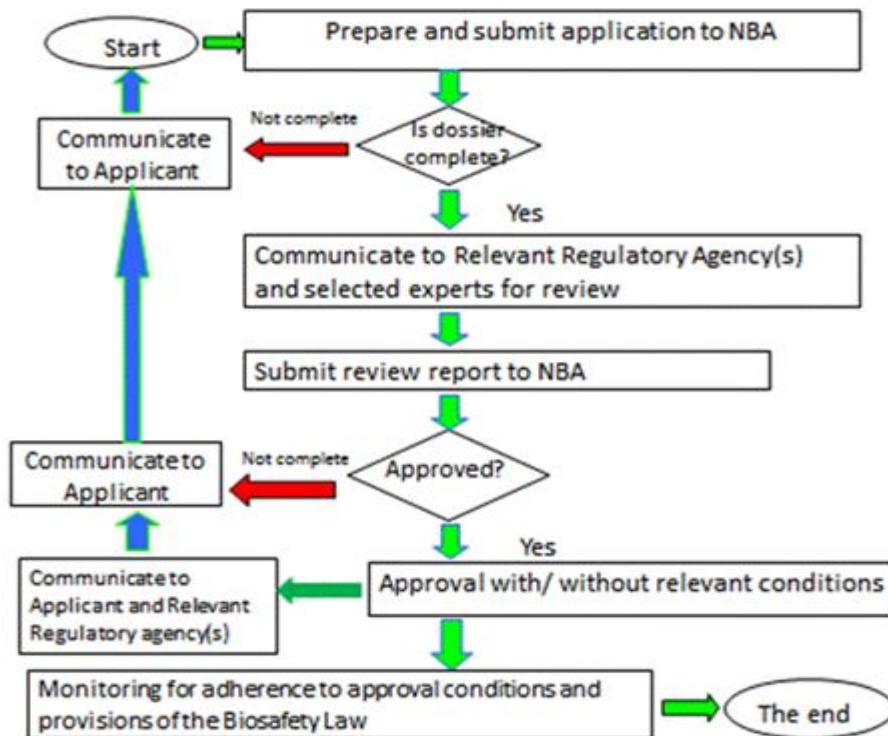 Start
Prepare and submit application to NBA
Not complete
Is dossier
complete?
Communicate
to Applicant
Yes
Communicate to Relevant Regulatory Agency(s)
and selected experts for review
Submit review report to NBA
Communicate to
Applicant
Not complete
Approved?
Yes
Communicate to
Applicant and Relevant
Regulatory agency(s)
Approval with/ without relevant conditions
Monitoring for adherence to approval conditions and
provisions of the Biosafety Law
The end